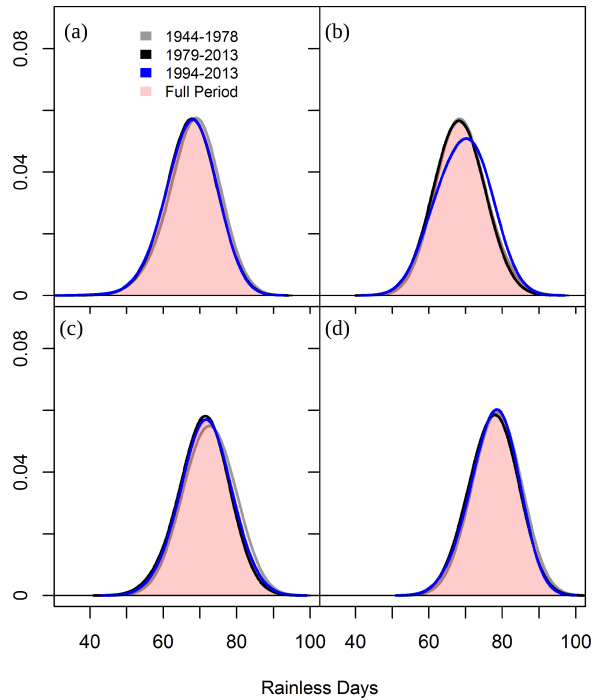 (a)
1944-1978
1979-2013
1994-2013
Full Period
(b)
0.08
0.04
0
(c)
(d)
0.08
0.04
0
40 60 80 100 40 60 80 100
Rainless Days